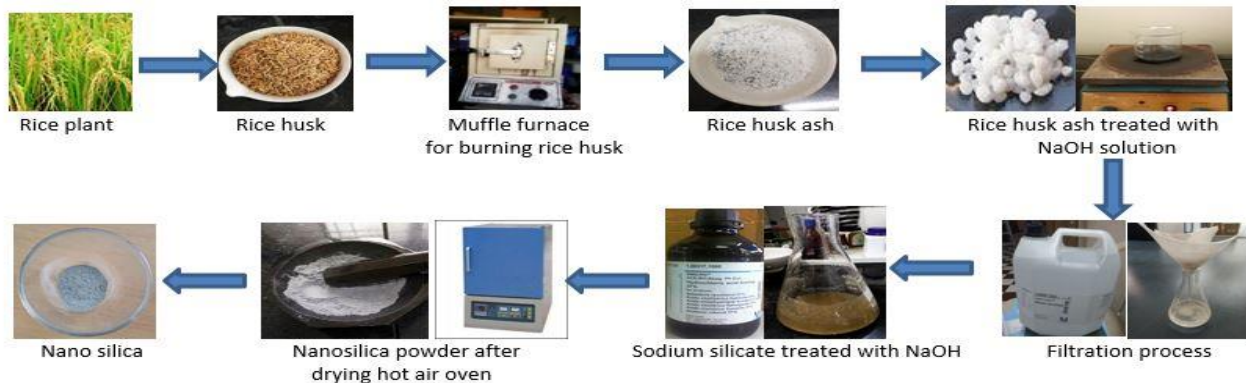 Rice plant
Rice husk
Muffle furnace
for burning rice husk
Rice husk ash
Rice husk ash treated with
NaOH solution
Filtration process
Sodium silicate treated with NaOH
Nanosilica powder after
drying hot air oven
Nano silica